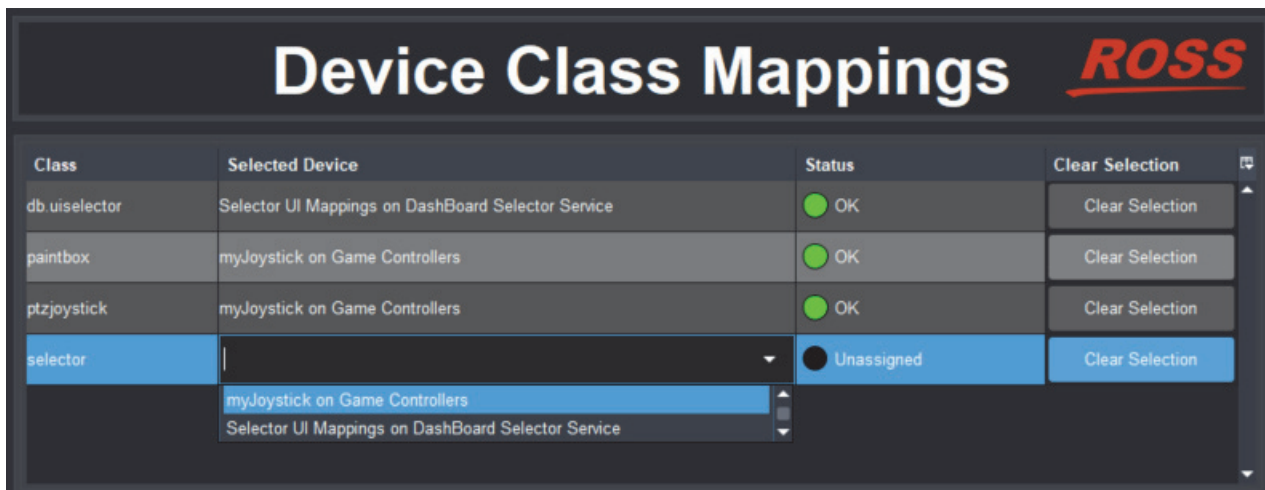 Device Class Mappings ROSS
Class Selected Device Status Clear Selection
db.uiselector Selector UI Mappings on DashBoard Selector Service OK Clear Selection
paintbox myJoystick on Game Controllers OK Clear Selection
ptzjoystick myJoystick on Game Controllers OK Clear Selection
selector Unassigned Clear Selection
myJoystick on Game Controllers
Selector UI Mappings on DashBoard Selector Service